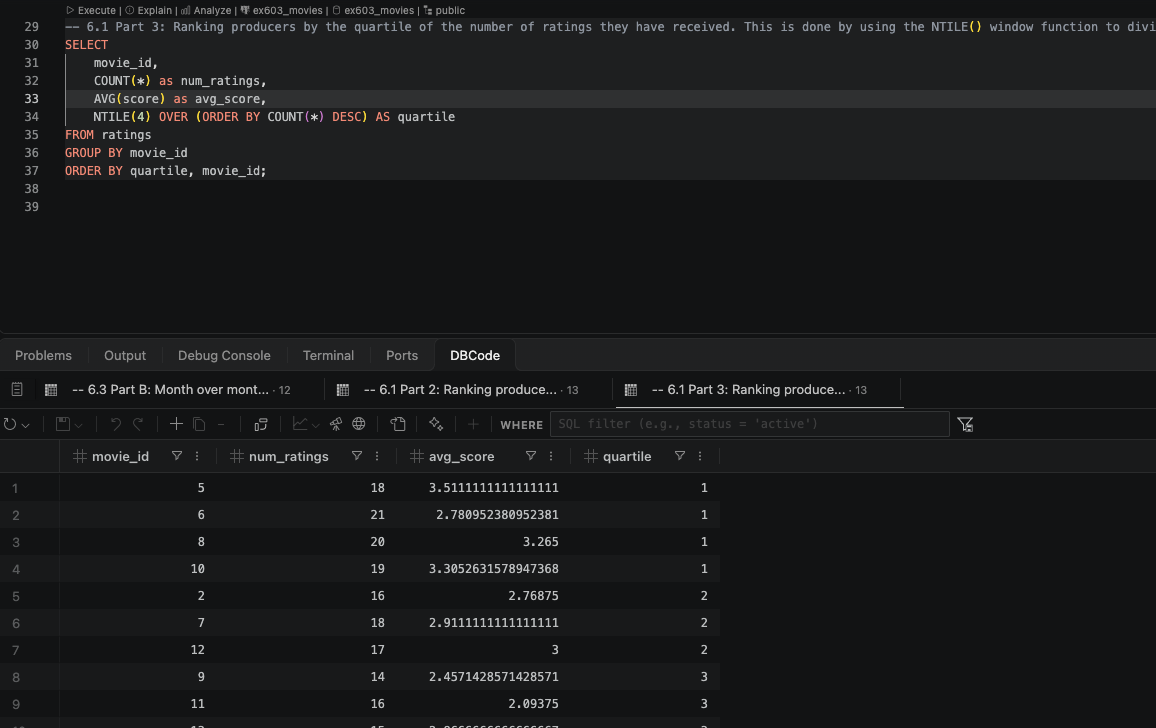 Execute | Explain | Analyze | ex603_movies | ex603_movies | public
29 -- 6.1 Part 3: Ranking producers by the quartile of the number of ratings they have received. This is done by using the NTILE() window function to divi
30 SELECT
31 movie_id,
32 COUNT(*) as num_ratings,
33 AVG(score) as avg_score,
34 NTILE(4) OVER (ORDER BY COUNT(*) DESC) AS quartile
35 FROM ratings
36 GROUP BY movie_id
37 ORDER BY quartile, movie_id;
38
39
Problems Output Debug Console Terminal Ports DBCode
-- 6.3 Part B: Month over mont... · 12 -- 6.1 Part 2: Ranking produce... · 13 -- 6.1 Part 3: Ranking produce... · 13
WHERE SQL filter (e.g., status = 'active')
movie_id num_ratings avg_score quartile
1 5 18 3.5111111111111111 1
2 6 21 2.780952380952381 1
3 8 20 3.265 1
4 10 19 3.3052631578947368 1
5 2 16 2.76875 2
6 7 18 2.9111111111111111 2
7 12 17 3 2
8 9 14 2.4571428571428571 3
9 11 16 2.09375 3